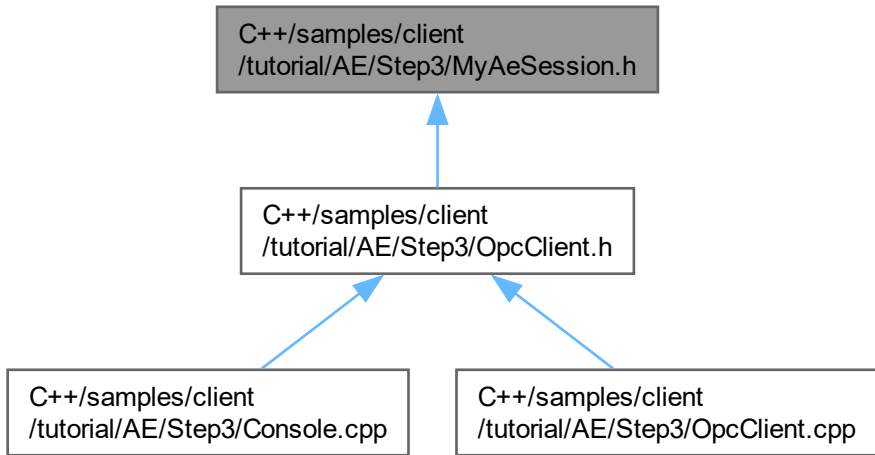 C++/samples/client
/tutorial/AE/Step3/MyAeSession.h
C++/samples/client
/tutorial/AE/Step3/OpcClient.h
C++/samples/client
/tutorial/AE/Step3/Console.cpp
C++/samples/client
/tutorial/AE/Step3/OpcClient.cpp